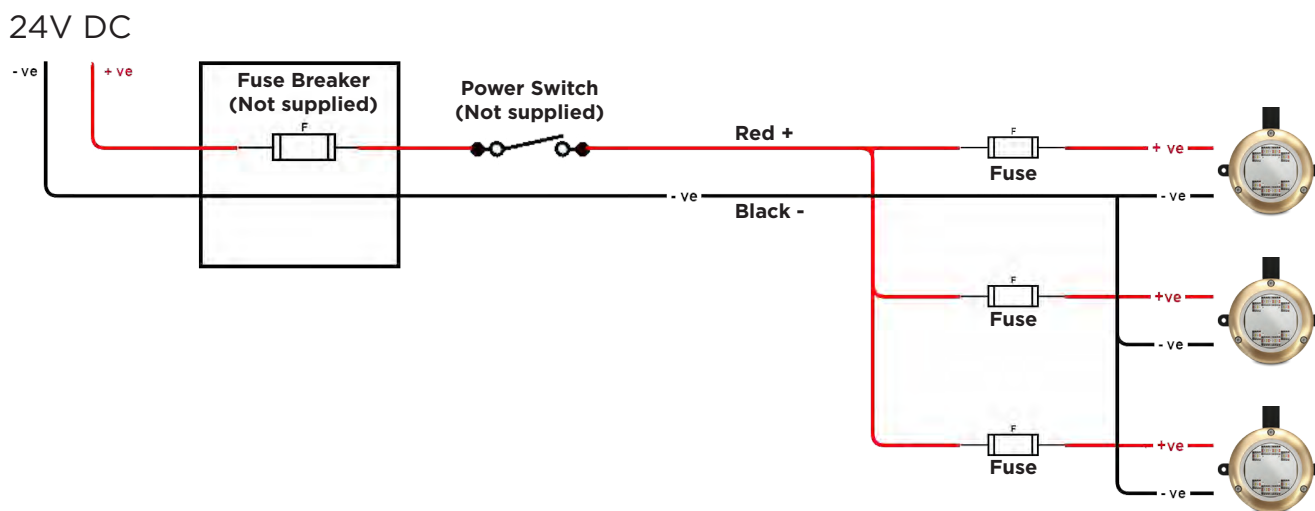 24V DC
- ve
+ ve
Fuse Breaker
(Not supplied)
F
Power Switch
(Not supplied)
Red +
F
Fuse
+ ve
- ve
- ve
Black -
F
Fuse
+ve
- ve
F
Fuse
+ve
- ve